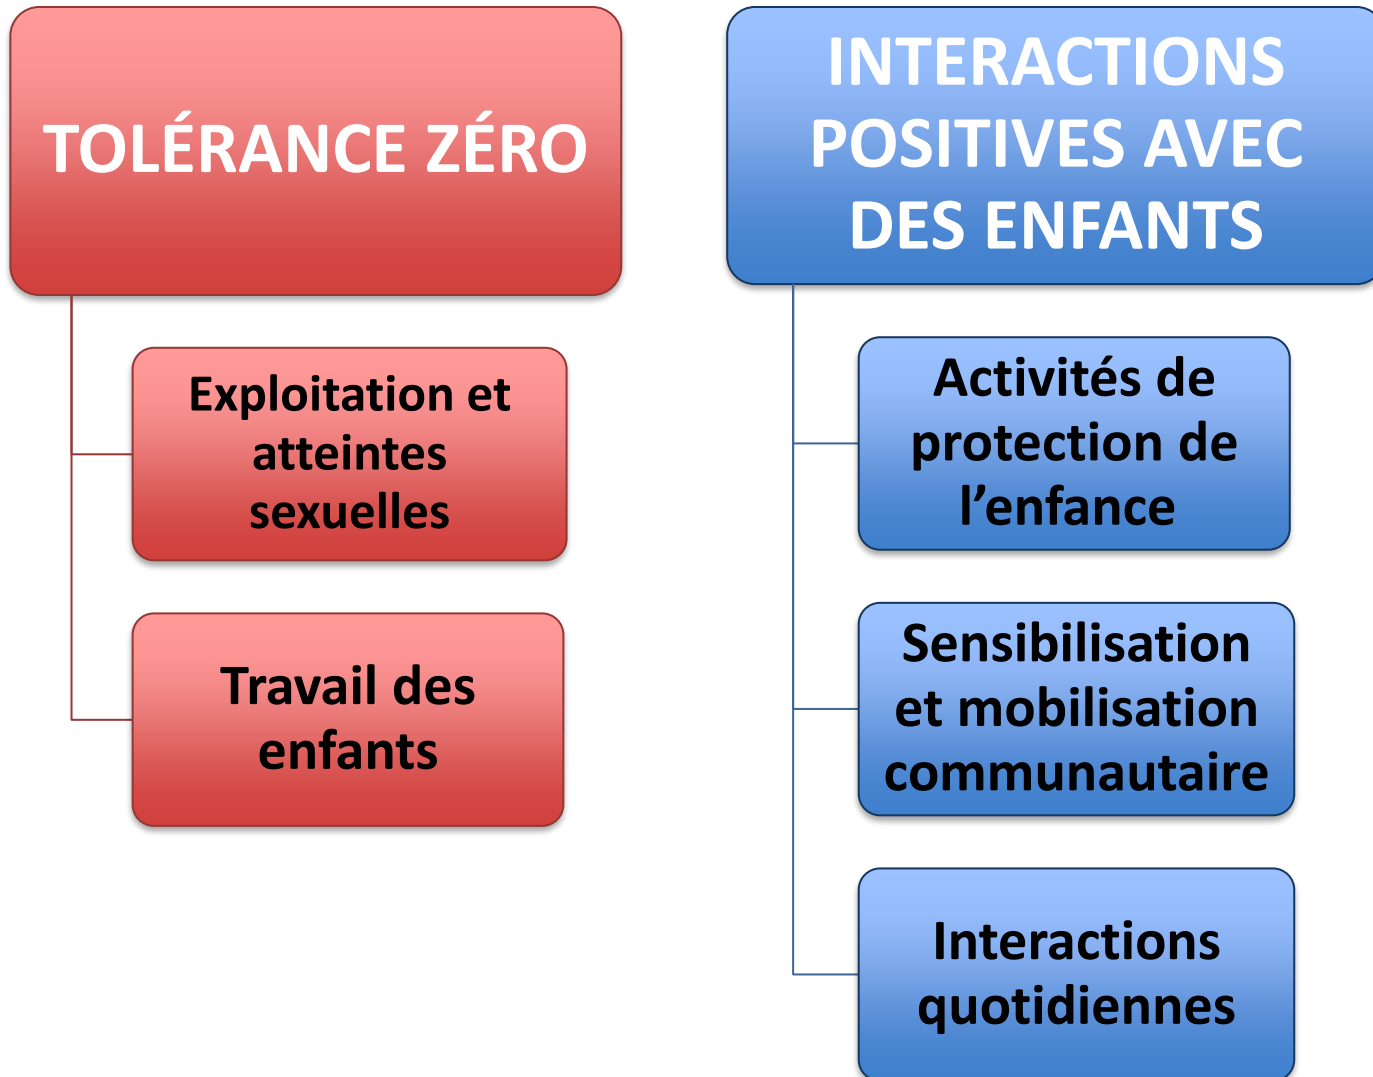 TOLÉRANCE ZÉRO
Exploitation et
atteintes
sexuelles
Travail des
enfants
INTERACTIONS
POSITIVES AVEC
DES ENFANTS
Activités de
protection de
l’enfance
Sensibilisation
et mobilisation
communautaire
Interactions
quotidiennes